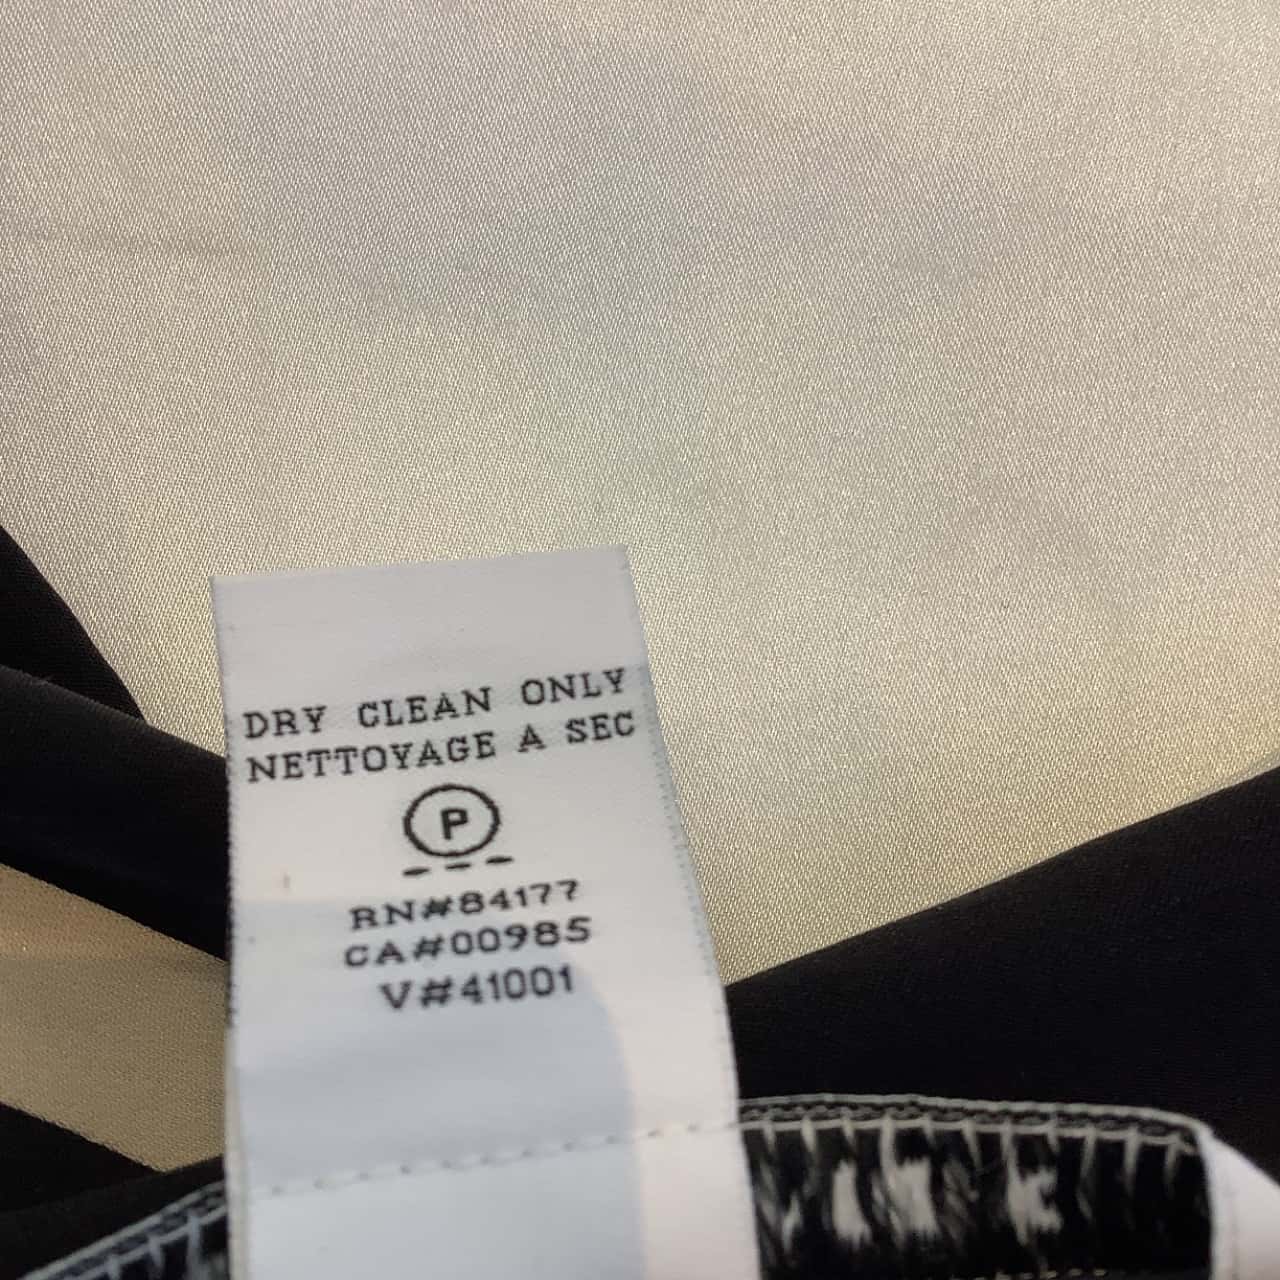 DRY CLEAN ONLY
NETTOYAGE A SEC
P
RN#84177
CA#00985
V#41001